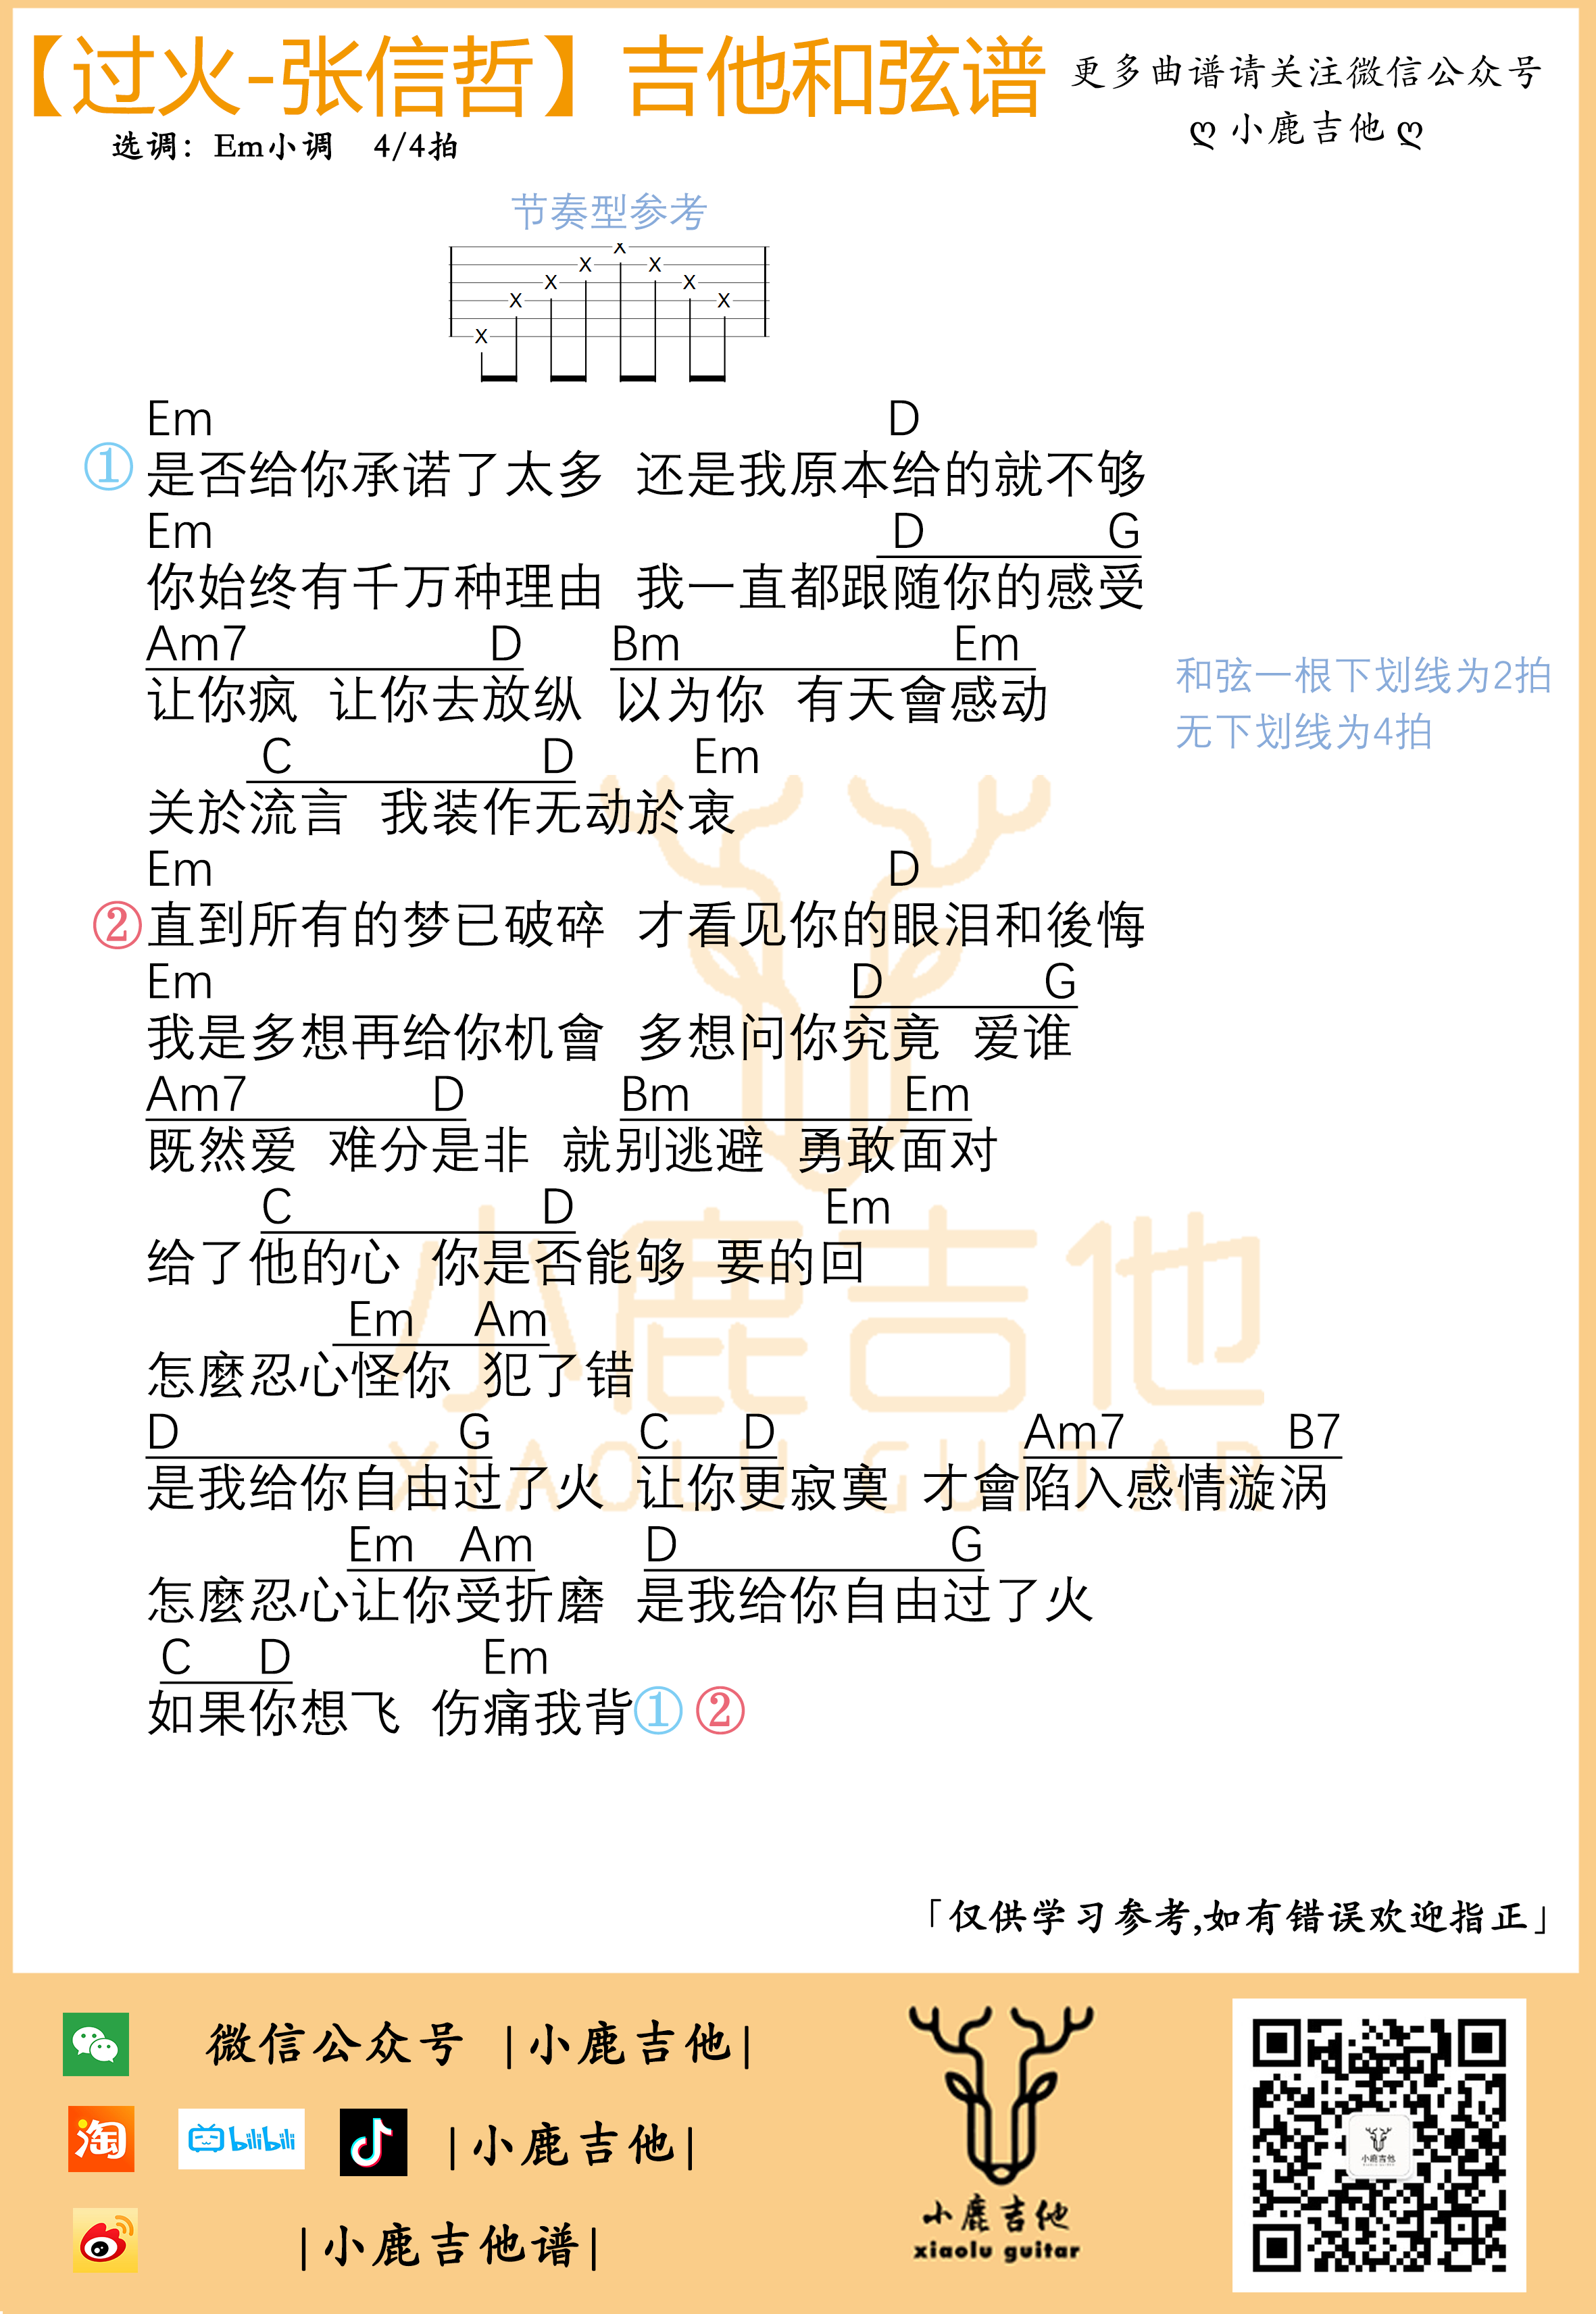 【过火-张信哲】吉他和弦谱
更多曲谱请关注微信公众号
ღ 小鹿吉他 ღ
选调：Em小调 4/4拍
节奏型参考
X X X X X X X X
Em D
① 是否给你承诺了太多 还是我原本给的就不够
Em D G
你始终有千万种理由 我一直都跟随你的感受
Am7 D Bm Em
让你疯 让你去放纵 以为你 有天會感动
和弦一根下划线为2拍
无下划线为4拍
C D Em
关於流言 我装作无动於衷
Em D
② 直到所有的梦已破碎 才看见你的眼泪和後悔
Em D G
我是多想再给你机會 多想问你究竟 爱谁
Am7 D Bm Em
既然爱 难分是非 就别逃避 勇敢面对
C D Em
给了他的心 你是否能够 要的回
Em Am
怎麼忍心怪你 犯了错
D G C D Am7 B7
是我给你自由过了火 让你更寂寞 才會陷入感情漩涡
Em Am D G
怎麼忍心让你受折磨 是我给你自由过了火
C D Em
如果你想飞 伤痛我背① ②
小鹿吉他
XIAOLU GUITAR
「仅供学习参考,如有错误欢迎指正」
微信公众号 |小鹿吉他|
淘 bilibili |小鹿吉他|
|小鹿吉他谱|
小鹿吉他
xiaolu guitar
小鹿吉他